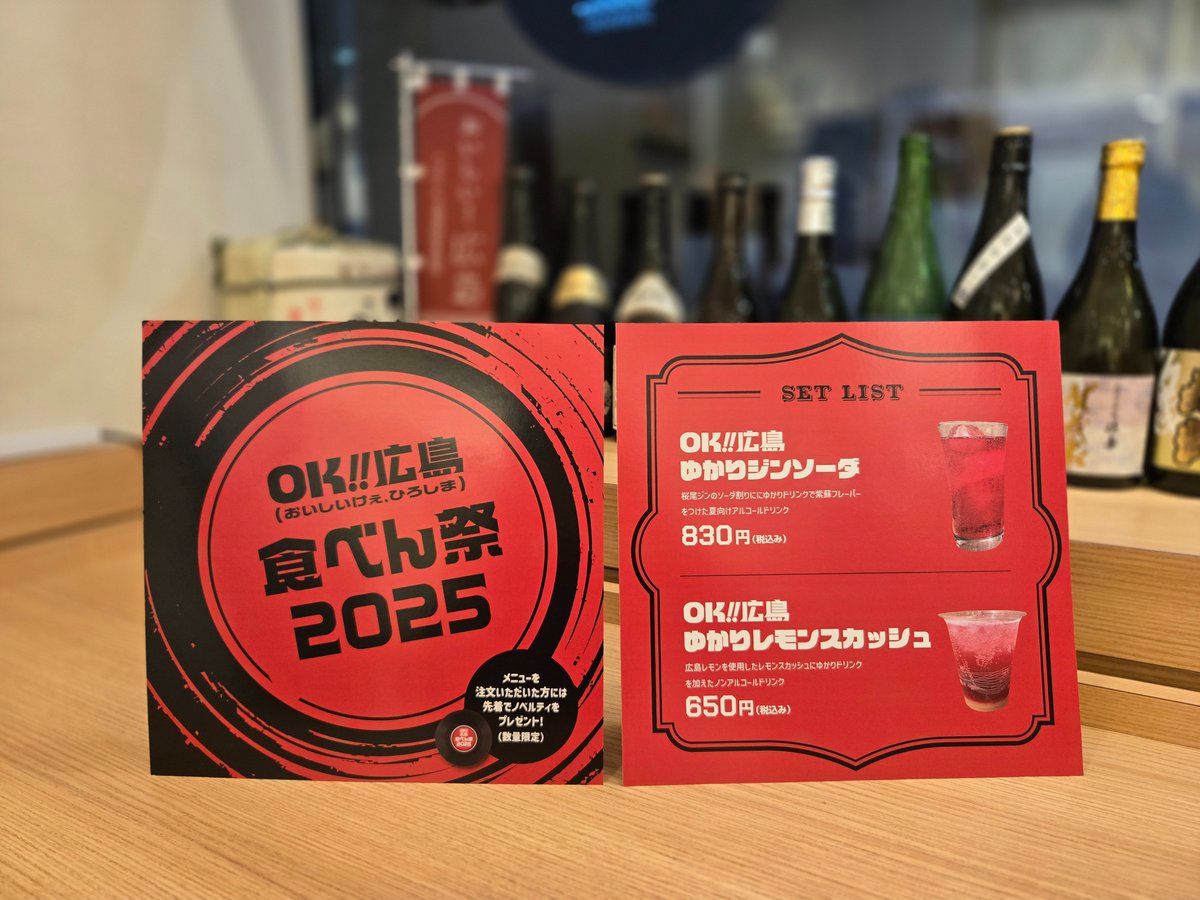 OK!!広島
(おいしいけぇ、ひろしま)
食べん祭
2025
メニューを
注文いただいた方には
先着でノベルティを
プレゼント!
(数量限定)
食べん祭
2025
SET LIST
OK!!広島
ゆかりジンソーダ
桜尾ジンのソーダ割りににゆかりドリンクで紫蘇フレーバー
をつけた夏向けアルコールドリンク
830円(税込み)
OK!!広島
ゆかりレモンスカッシュ
広島レモンを使用したレモンスカッシュにゆかりドリンク
を加えたノンアルコールドリンク
650円(税込み)